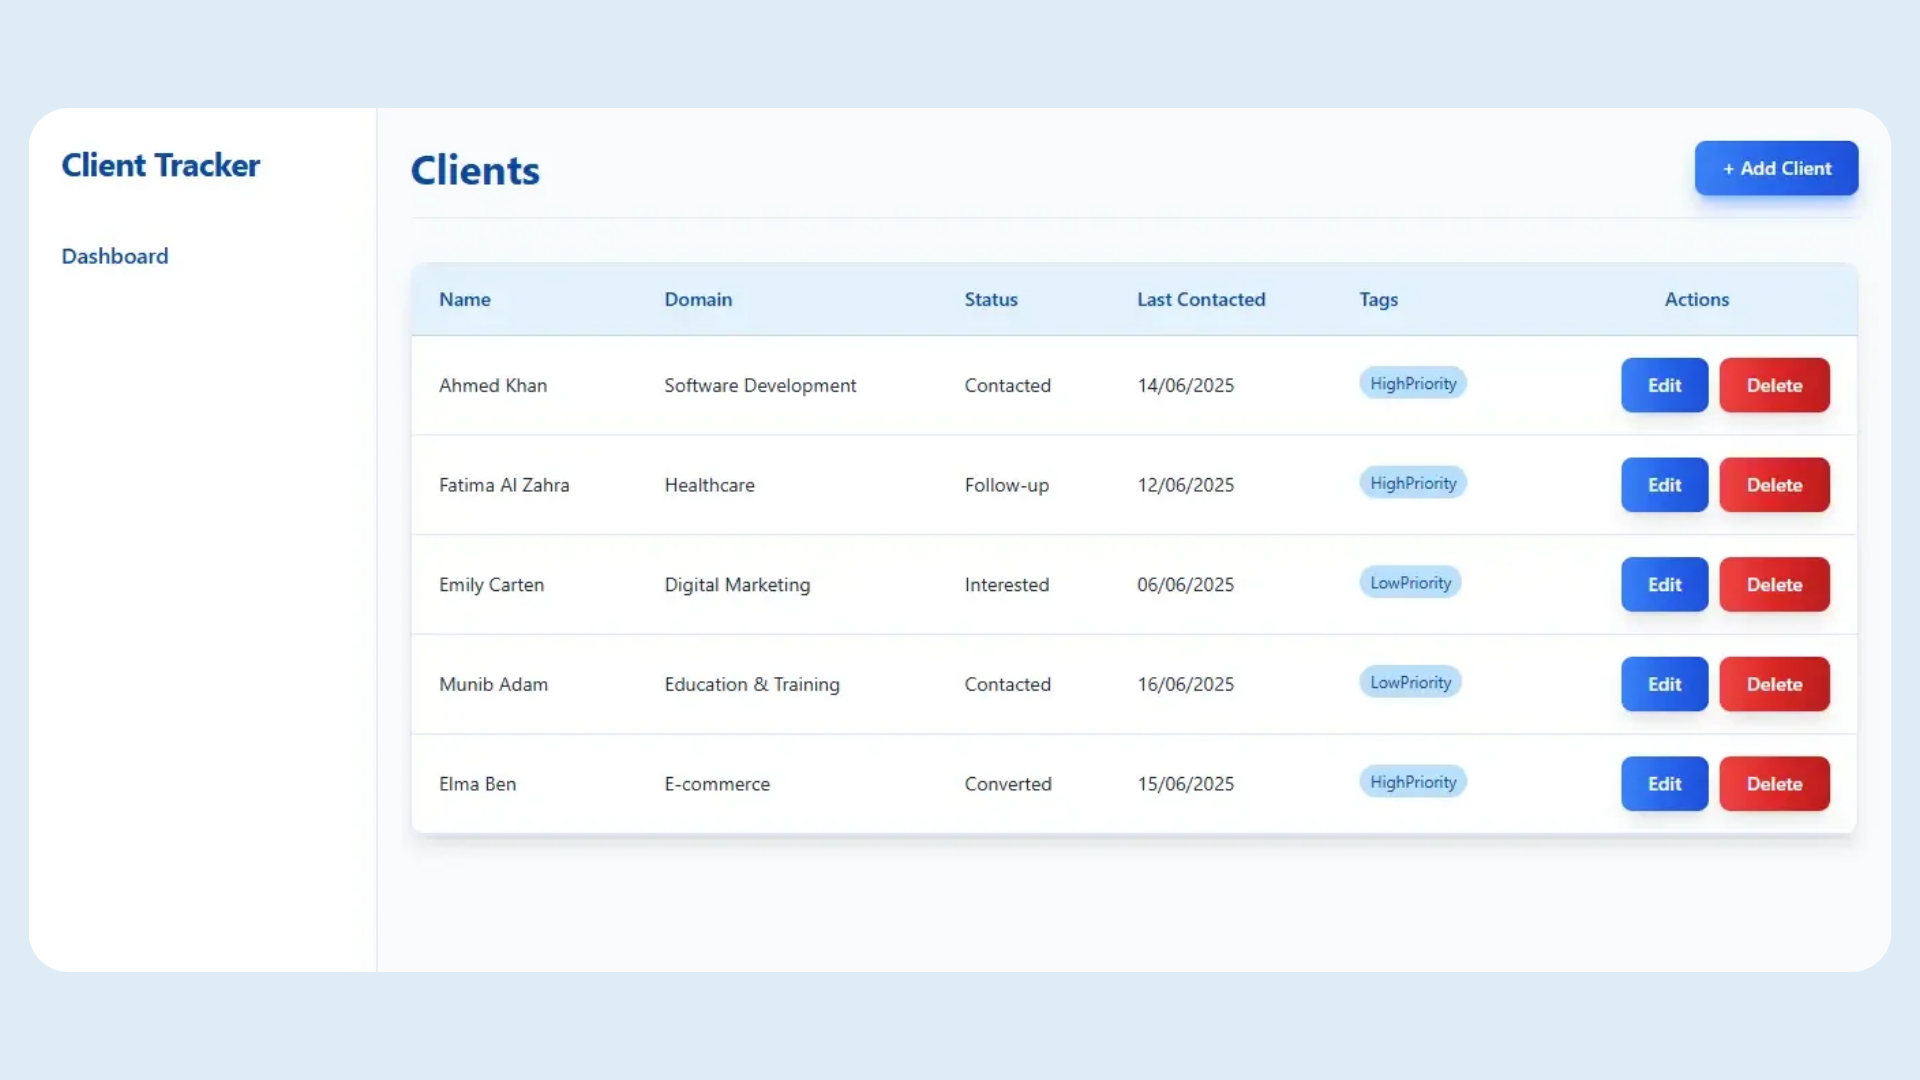 Client Tracker
Dashboard
Clients
+ Add Client
Name Domain Status Last Contacted Tags Actions
Ahmed Khan Software Development Contacted 14/06/2025 HighPriority Edit Delete
Fatima Al Zahra Healthcare Follow-up 12/06/2025 HighPriority Edit Delete
Emily Carten Digital Marketing Interested 06/06/2025 LowPriority Edit Delete
Munib Adam Education & Training Contacted 16/06/2025 LowPriority Edit Delete
Elma Ben E-commerce Converted 15/06/2025 HighPriority Edit Delete